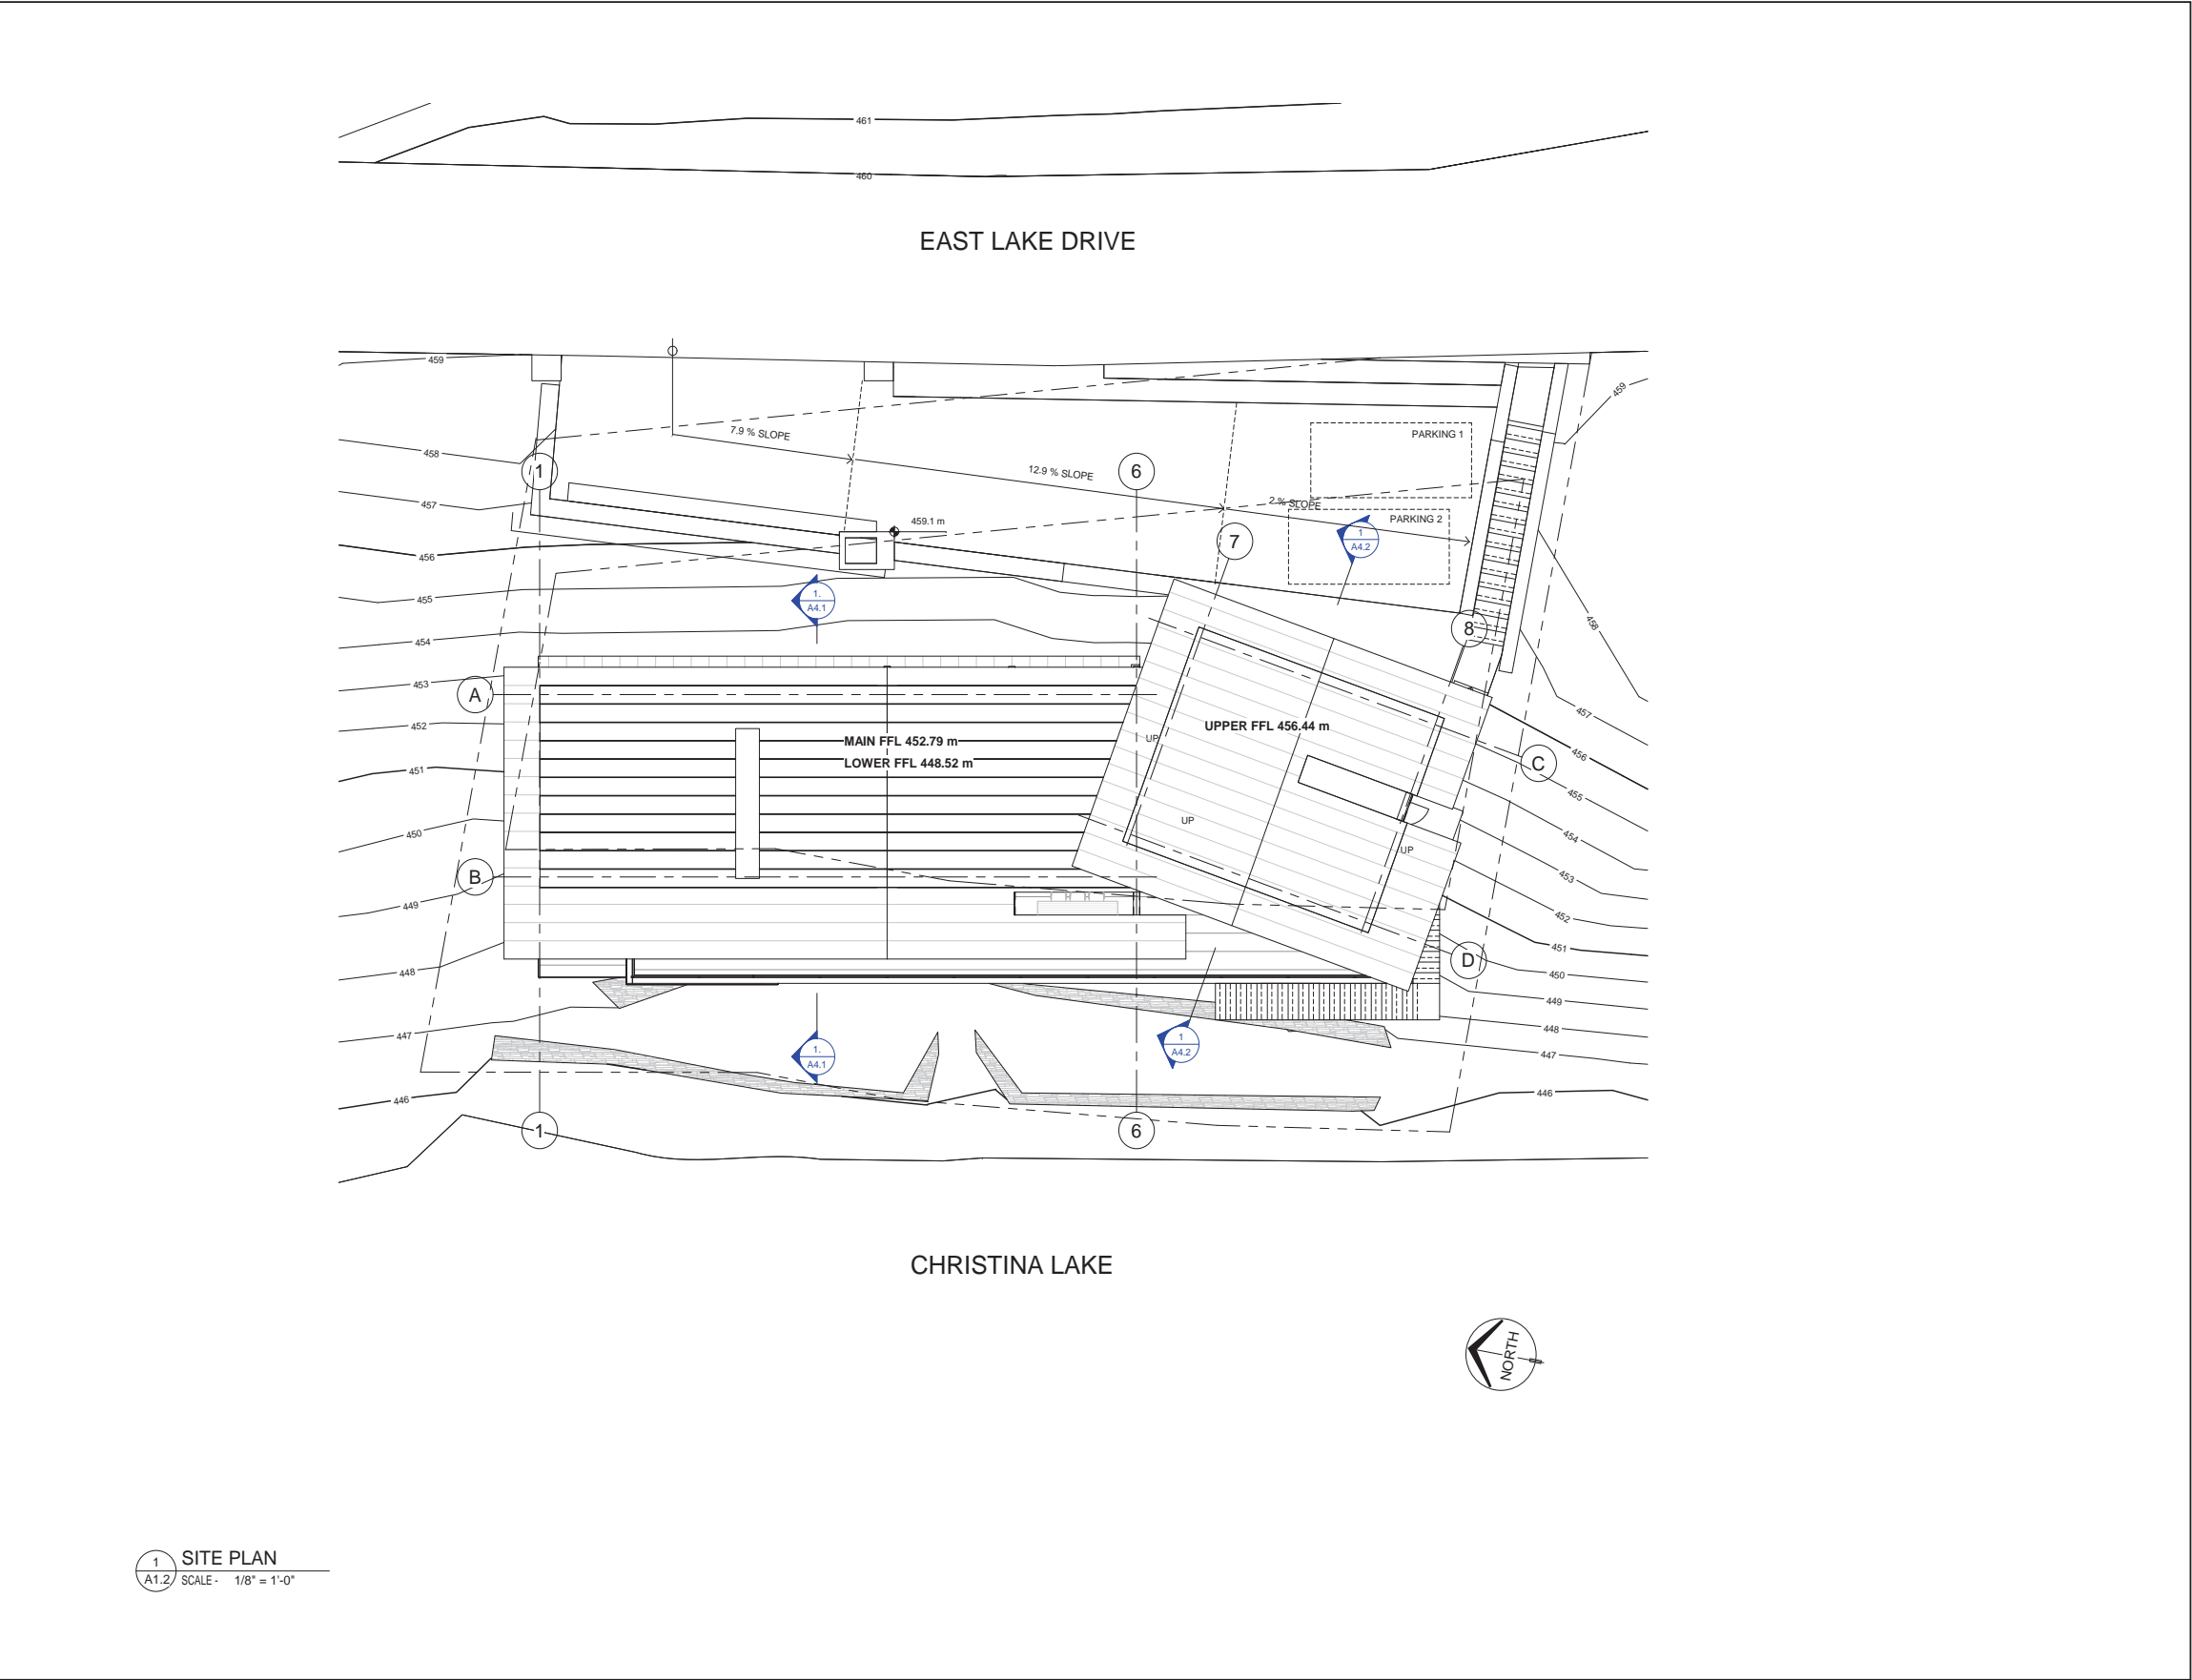 461
460
EAST LAKE DRIVE
459
459
7.9 % SLOPE
PARKING 1
458
12.9 % SLOPE
1
6
457
2 % SLOPE
PARKING 2
459.1 m
1
A4.2
7
456
455
1.
A4.1
458
454
8
453
A
457
452
UPPER FFL 456.44 m
UP
MAIN FFL 452.79 m
LOWER FFL 448.52 m
456
C
451
455
UP
450
454
UP
B
453
449
452
451
D
448
450
449
447
448
1
A4.2
1.
A4.1
447
446
446
1
6
CHRISTINA LAKE
NORTH
1
A1.2
SITE PLAN
SCALE - 1/8" = 1'-0"